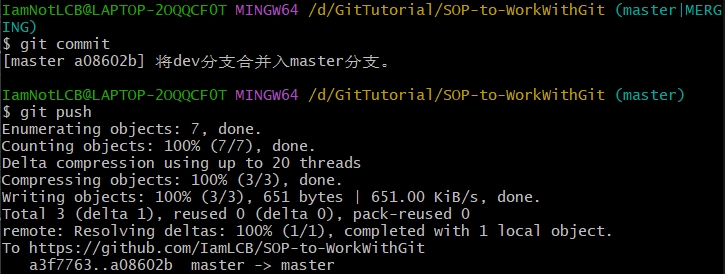 IamNotLCB@LAPTOP-2OQQCF0T MINGW64 /d/GitTutorial/SOP-to-WorkWithGit (master|MERG
ING)
$ git commit
[master a08602b] 将dev分支合并入master分支。
IamNotLCB@LAPTOP-2OQQCF0T MINGW64 /d/GitTutorial/SOP-to-WorkWithGit (master)
$ git push
Enumerating objects: 7, done.
Counting objects: 100% (7/7), done.
Delta compression using up to 20 threads
Compressing objects: 100% (3/3), done.
Writing objects: 100% (3/3), 651 bytes | 651.00 KiB/s, done.
Total 3 (delta 1), reused 0 (delta 0), pack-reused 0
remote: Resolving deltas: 100% (1/1), completed with 1 local object.
To https://github.com/IamLCB/SOP-to-WorkWithGit
   a3f7763..a08602b  master -> master